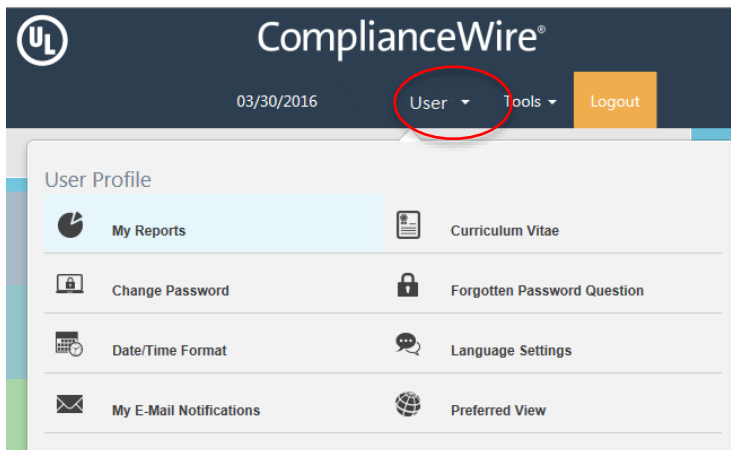 UL
ComplianceWire®
03/30/2016 User Tools Logout
User Profile
My Reports Curriculum Vitae
Change Password Forgotten Password Question
Date/Time Format Language Settings
My E-Mail Notifications Preferred View